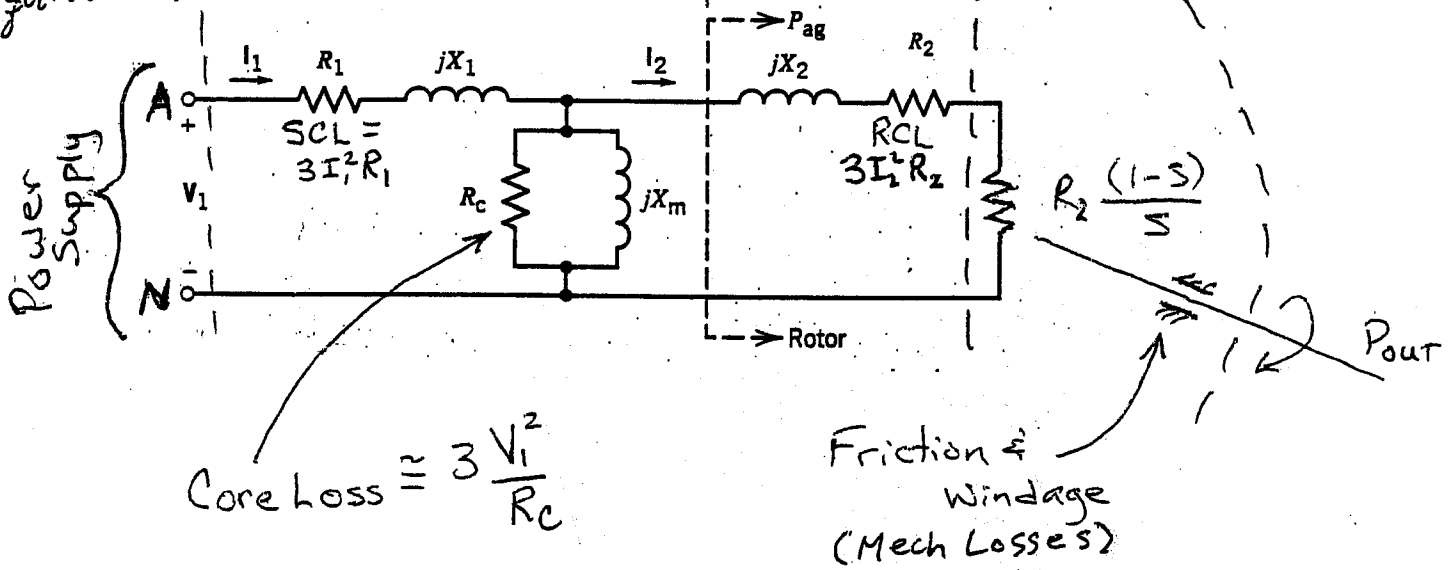 P_ag
I_1
R_1
jX_1
I_2
jX_2
R_2
A
+
SCL =
3I_1^2R_1
RCL
3I_2^2R_2
Power
Supply
V_1
R_c
jX_m
R_2 (1-S)/S
-
N
Rotor
P_OUT
Core Loss ≅ 3 V_1^2/R_C
Friction &
Windage
(Mech Losses)